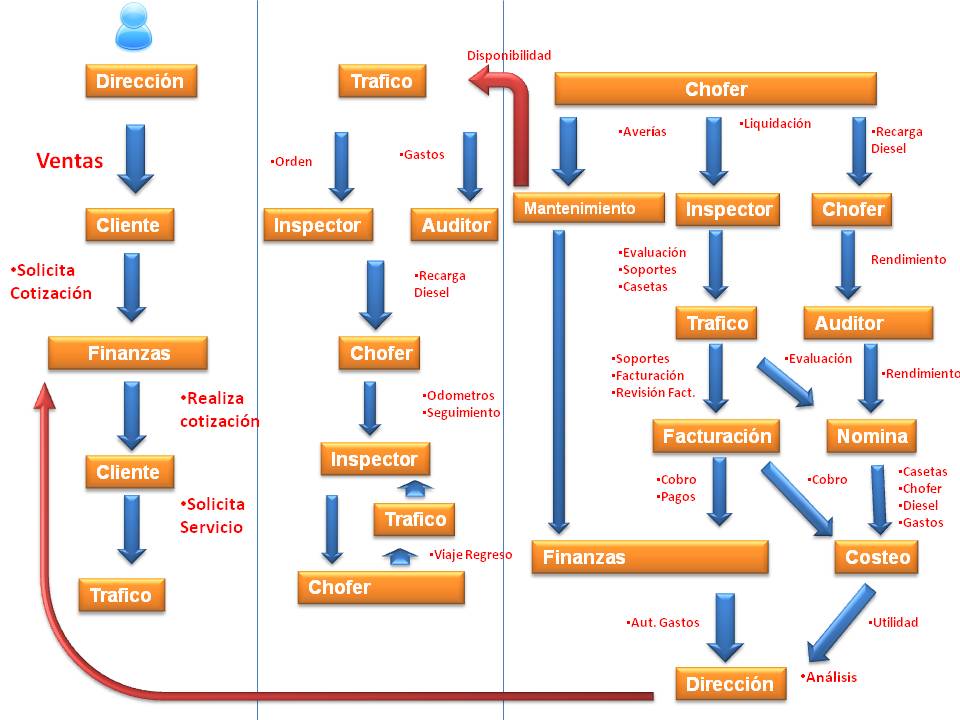 Dirección
Ventas
Cliente
•Solicita
Cotización
Finanzas
•Realiza
cotización
Cliente
•Solicita
Servicio
Trafico
Trafico
•Orden
•Gastos
Inspector
Auditor
•Recarga
Diesel
Chofer
•Odometros
•Seguimiento
Inspector
Trafico
•Viaje Regreso
Chofer
Disponibilidad
Chofer
•Averías
•Liquidación
•Recarga
Diesel
Mantenimiento
Inspector
Chofer
•Evaluación
•Soportes
•Casetas
Rendimiento
Trafico
Auditor
•Soportes
•Facturación
•Revisión Fact.
•Evaluación
•Rendimiento
Facturación
Nomina
•Cobro
•Pagos
•Cobro
•Casetas
•Chofer
•Diesel
•Gastos
Finanzas
Costeo
•Aut. Gastos
•Utilidad
Dirección
•Análisis